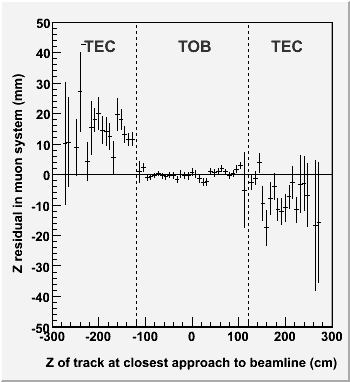 TEC TOB TEC
Z residual in muon system (mm)
50
40
30
20
10
0
-10
-20
-30
-40
-50
-300 -200 -100 0 100 200 300
Z of track at closest approach to beamline (cm)